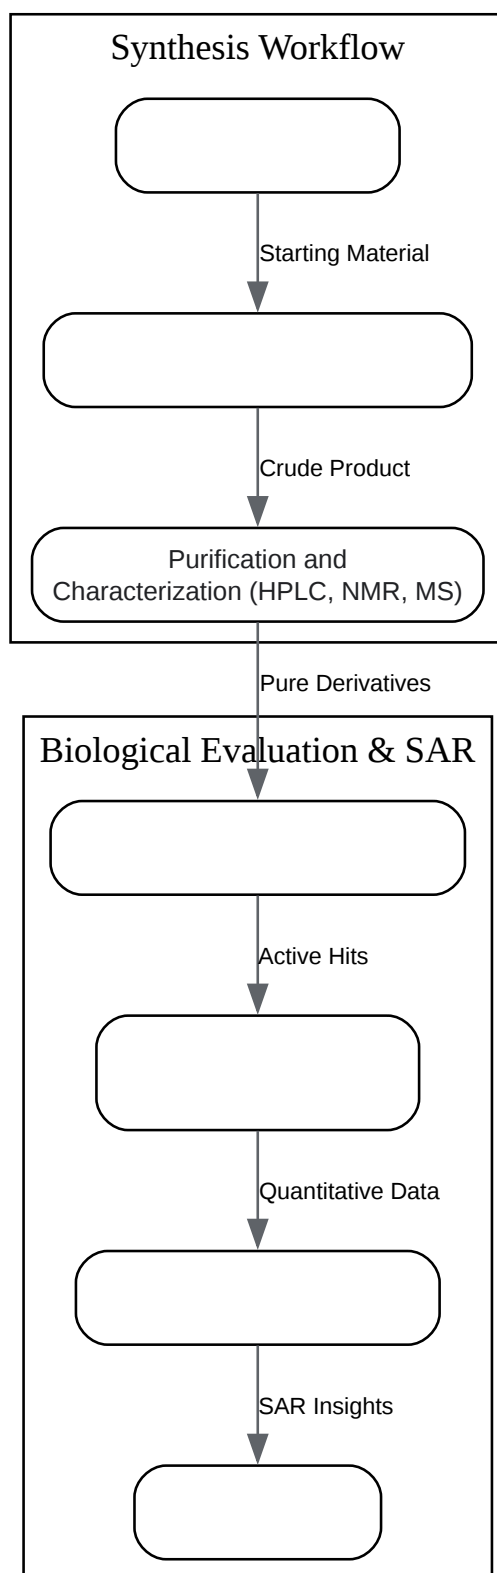 Synthesis Workflow
Starting Material
Crude Product
Purification and
Characterization (HPLC, NMR, MS)
Pure Derivatives
Biological Evaluation & SAR
Active Hits
Quantitative Data
SAR Insights